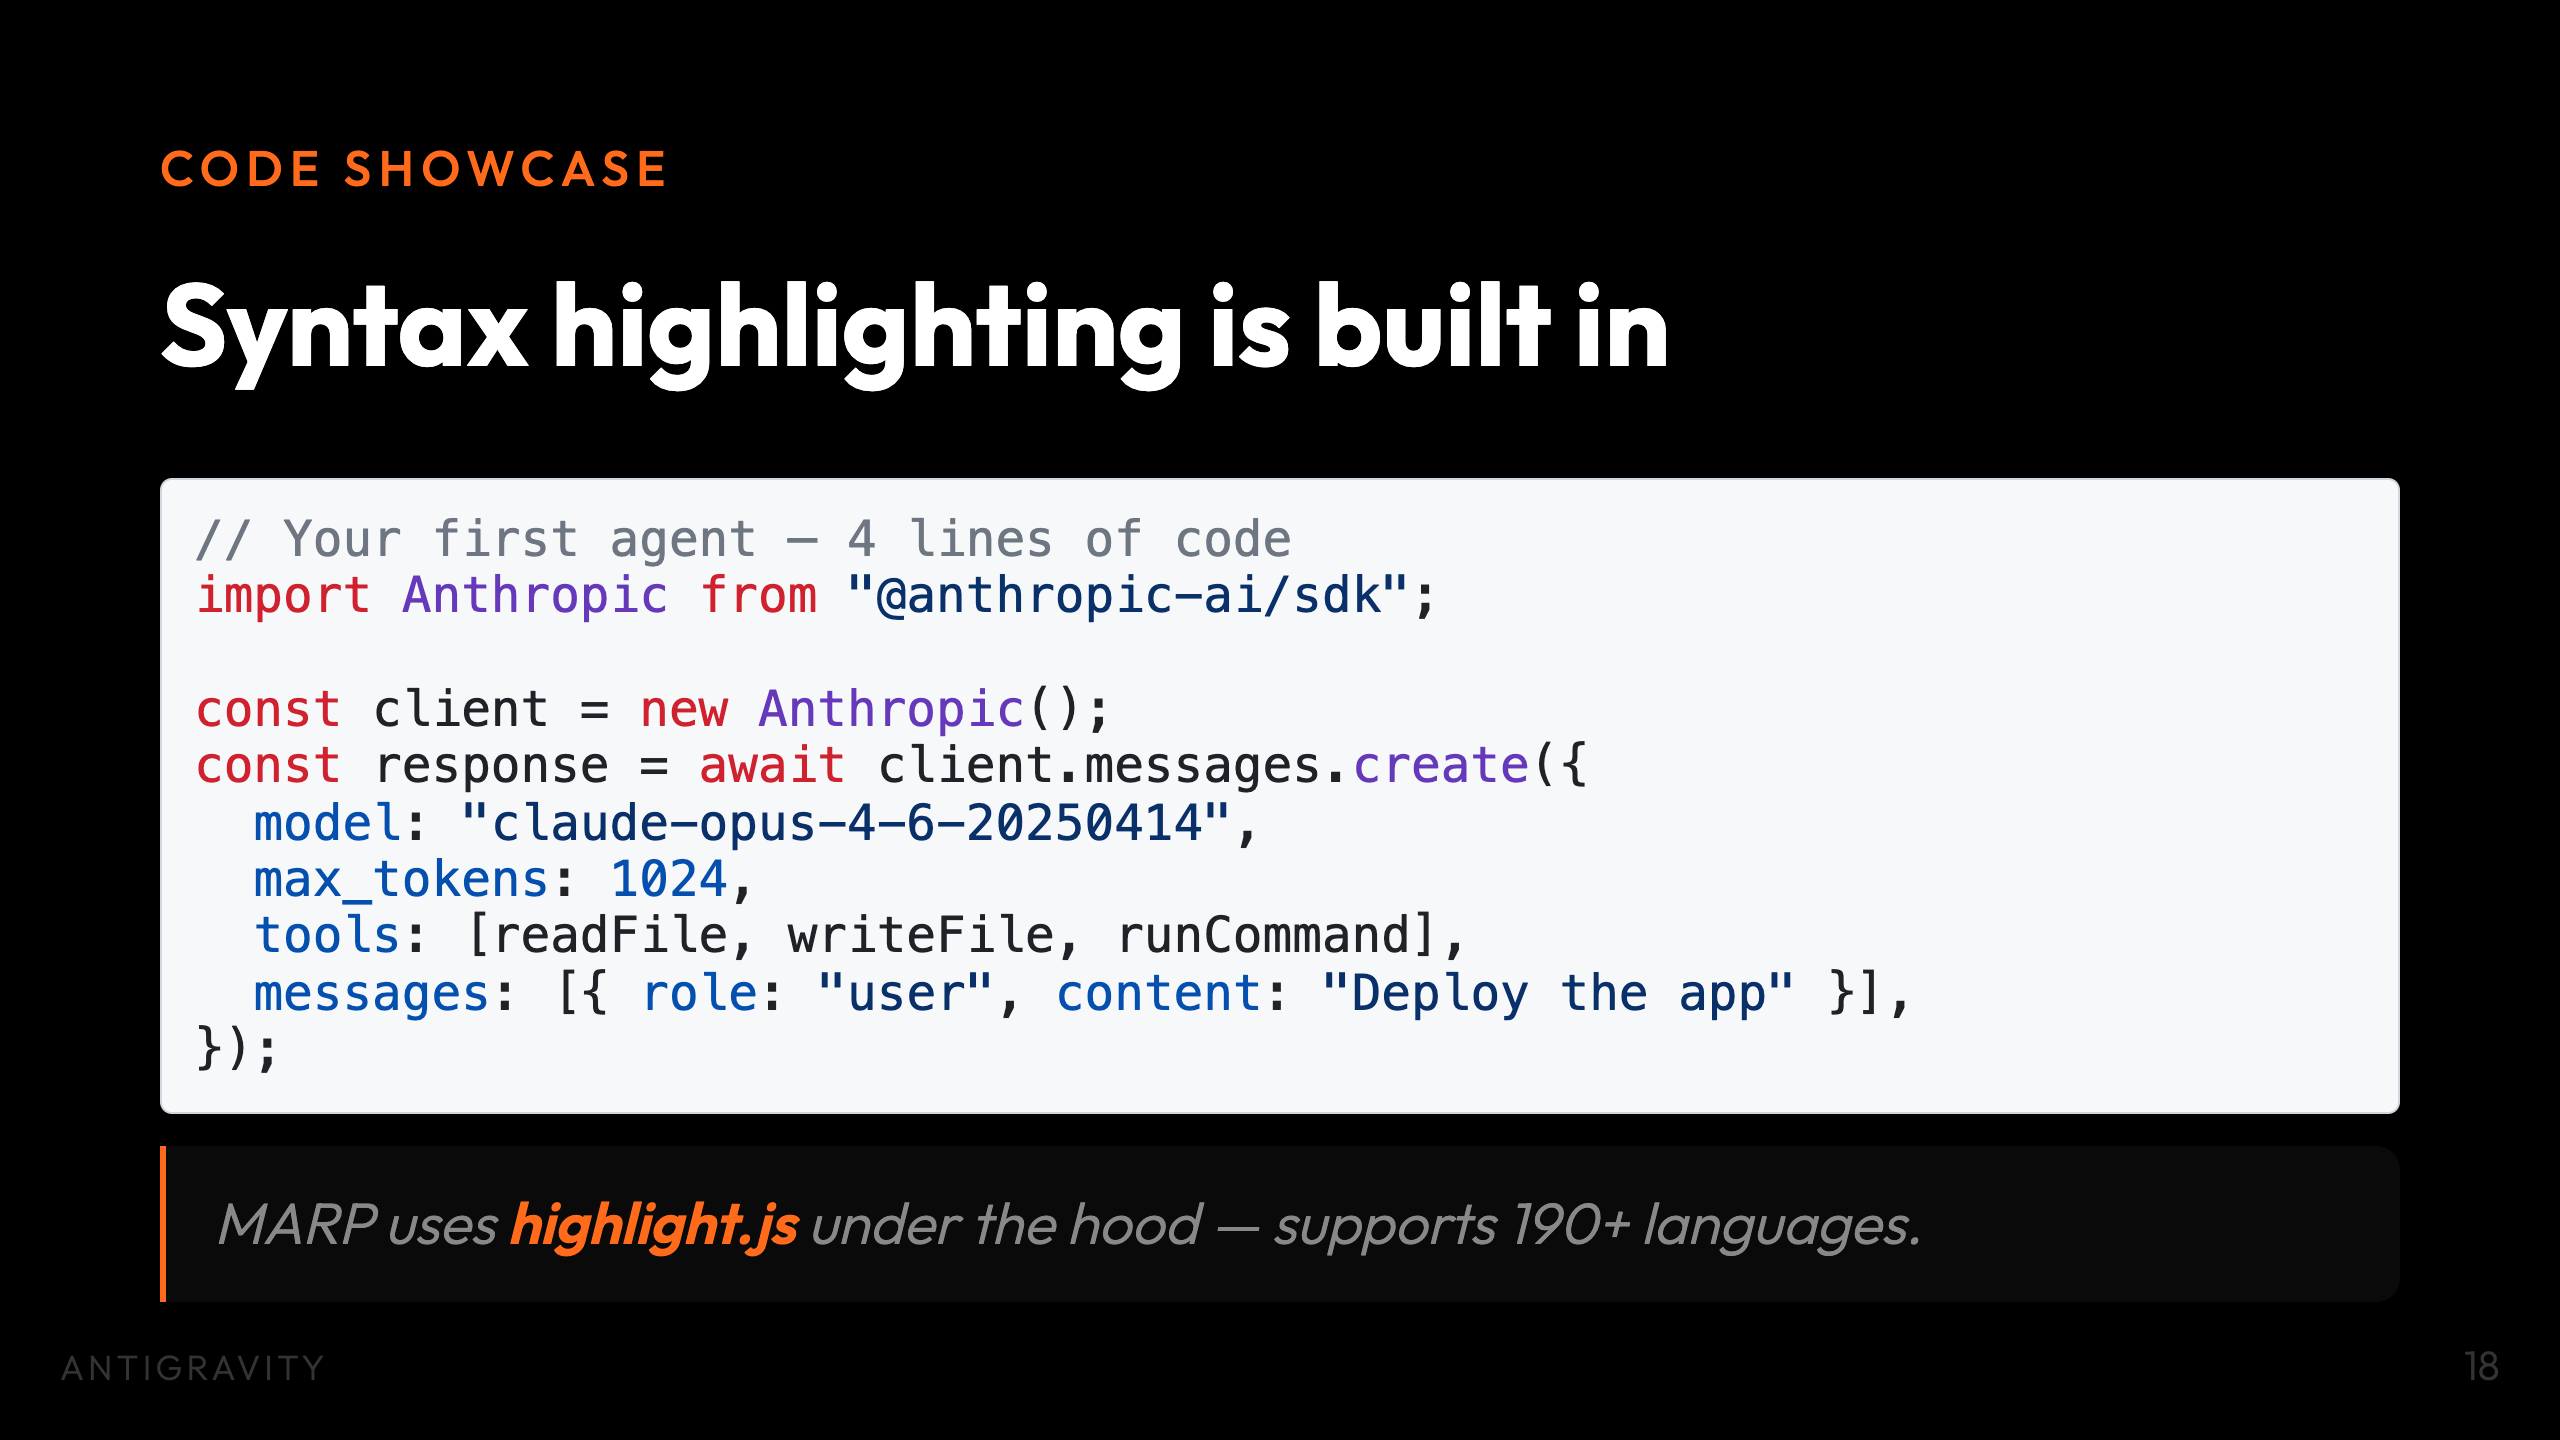 CODE SHOWCASE
Syntax highlighting is built in
// Your first agent — 4 lines of code
import Anthropic from "@anthropic-ai/sdk";
const client = new Anthropic();
const response = await client.messages.create({
  model: "claude-opus-4-6-20250414",
  max_tokens: 1024,
  tools: [readFile, writeFile, runCommand],
  messages: [{ role: "user", content: "Deploy the app" }],
});
MARP uses highlight.js under the hood — supports 190+ languages.
ANTIGRAVITY
18